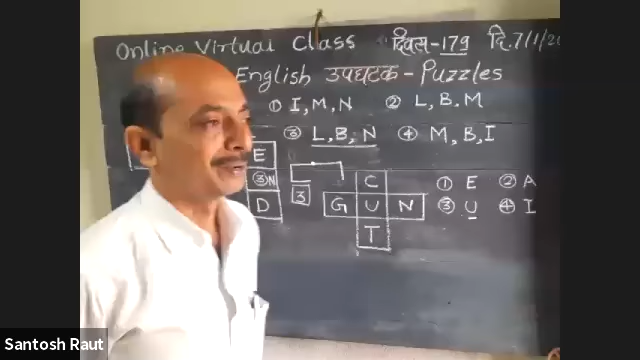 Online Virtual Class दिवस-179 दि.7/1/20
English उपघटक - Puzzles
① I, M, N ② L, B, M
③ L, B, N ④ M, B, I
E
③ N
D
3
C
G U N
T
① E ② A
③ U ④ I
Santosh Raut